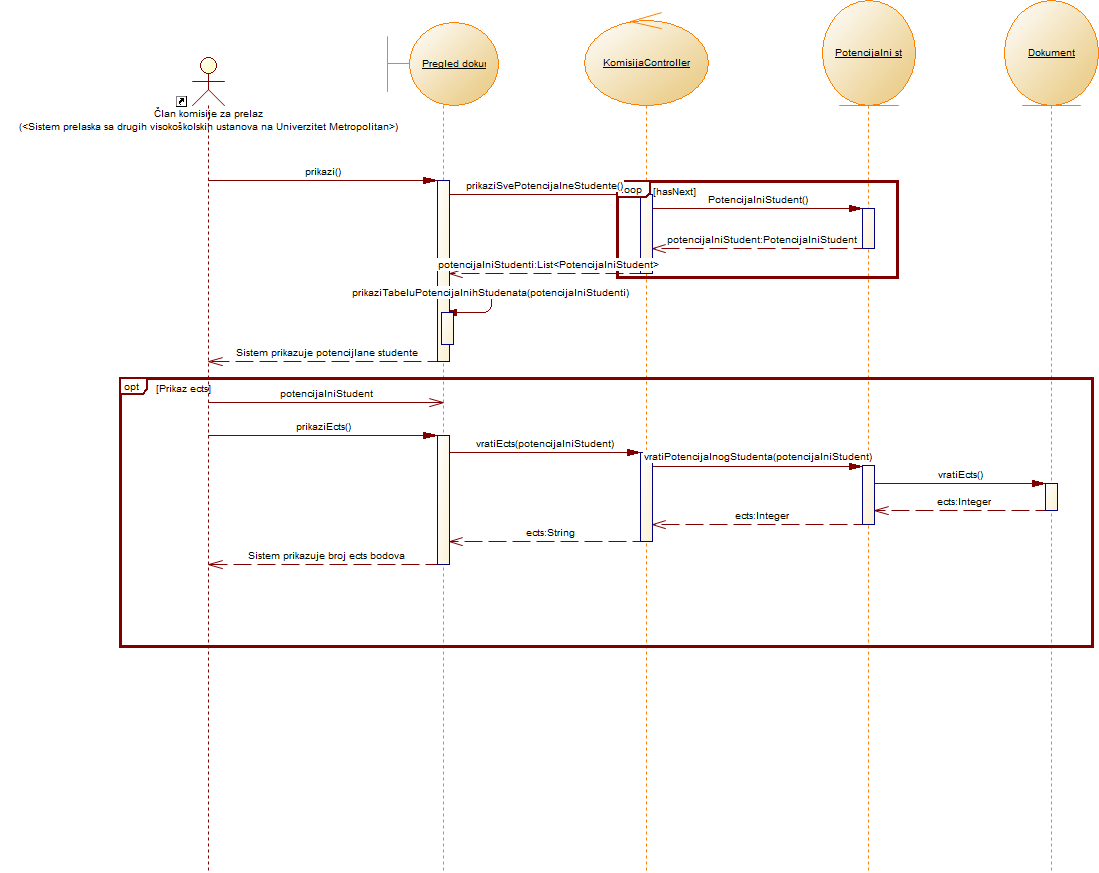 Pregled doku
KomisijaController
Potencijalni st
Dokument
Član komisije za prelaz
(<Sistem prelaska sa drugih visokoškolskih ustanova na Univerzitet Metropolitan>)
prikazi()
prikaziSvePotencijalneStudente()
oop
[hasNext]
PotencijalniStudent()
potencijalniStudent:PotencijalniStudent
potencijalniStudenti:List<PotencijalniStudent>
prikaziTabeluPotencijalnihStudenata(potencijalniStudenti)
Sistem prikazuje potencijlane studente
opt
[Prikaz ects]
potencijalniStudent
prikaziEcts()
vratiEcts(potencijalniStudent)
vratiPotencijalnogStudenta(potencijalniStudent)
vratiEcts()
ects:Integer
ects:Integer
ects:String
Sistem prikazuje broj ects bodova